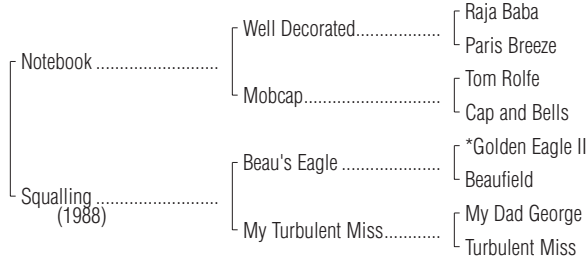 Raja Baba
Well Decorated..................
Paris Breeze
Notebook ..........................
Tom Rolfe
Mobcap.............................
Cap and Bells
*Golden Eagle II
Beau's Eagle .....................
Beaufield
Squalling ..........................
(1988)
My Dad George
My Turbulent Miss............
Turbulent Miss